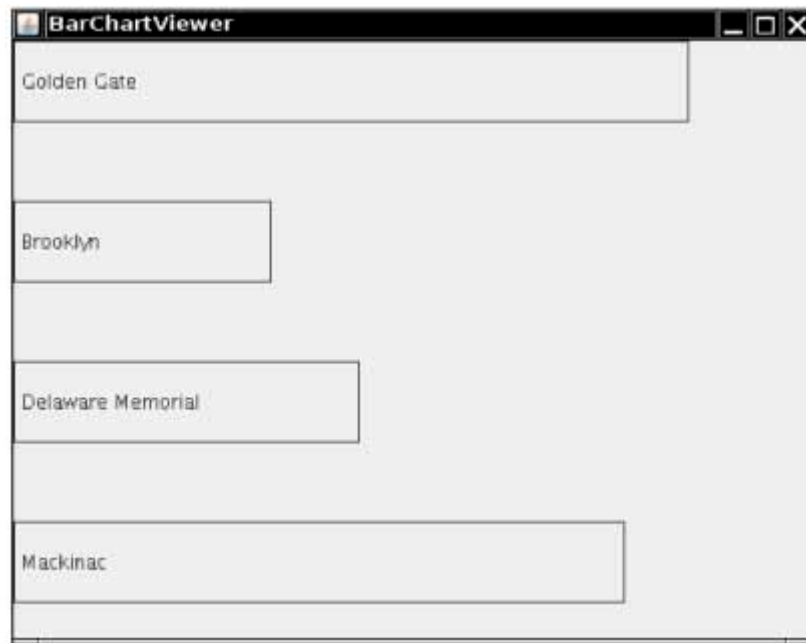 BarChartViewer
Golden Gate
Brooklyn
Delaware Memorial
Mackinac